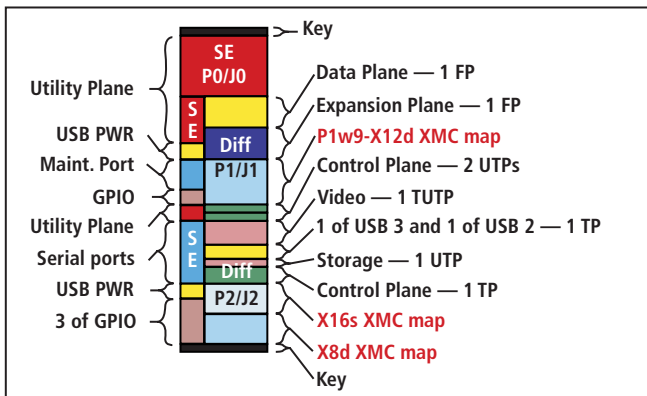 Key
SE
P0/J0
Utility Plane
Data Plane — 1 FP
S
E
Expansion Plane — 1 FP
USB PWR
Diff
P1w9-X12d XMC map
Maint. Port
P1/J1
Control Plane — 2 UTPs
GPIO
Video — 1 TUTP
Utility Plane
1 of USB 3 and 1 of USB 2 — 1 TP
S
E
Serial ports
Storage — 1 UTP
Diff
Control Plane — 1 TP
USB PWR
P2/J2
3 of GPIO
X16s XMC map
X8d XMC map
Key